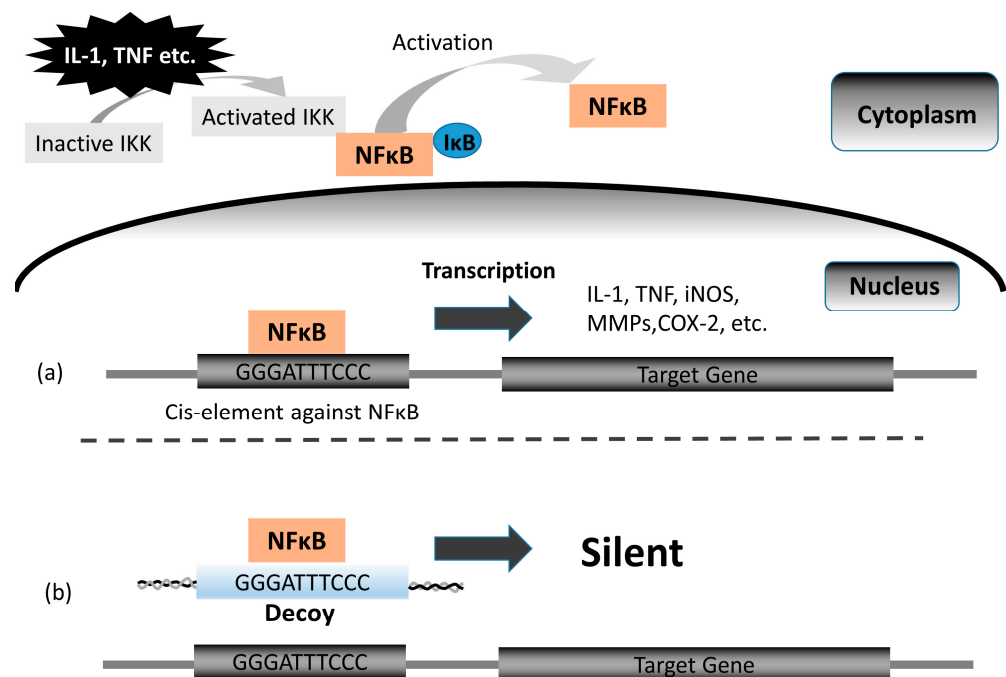 IL-1, TNF etc.
Activation
Inactive IKK
Activated IKK
NFκB
IκB
NFκB
Cytoplasm
Nucleus
Transcription
IL-1, TNF, iNOS,
MMPs,COX-2, etc.
NFκB
(a)
GGGATTTCCC
Target Gene
Cis-element against NFκB
NFκB
Silent
(b)
GGGATTTCCC
Decoy
GGGATTTCCC
Target Gene